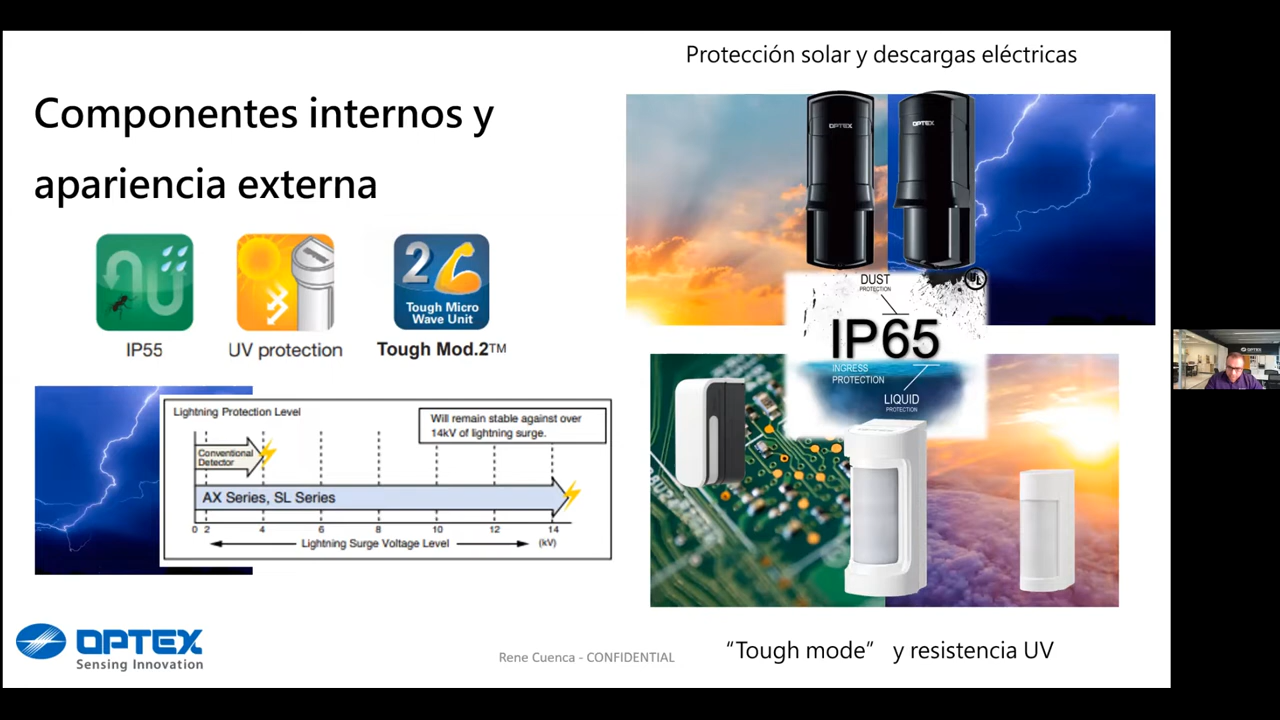 Protección solar y descargas eléctricas
Componentes internos y
apariencia externa
2
Tough Micro
Wave Unit
IP55
UV protection
Tough Mod.2™
Lightning Protection Level
Will remain stable against over
14kV of lightning surge.
Conventional
Detector
AX Series, SL Series
0 2 4 6 8 10 12 14
Lightning Surge Voltage Level
(kV)
OPTEX
OPTEX
UL
DUST
PROTECTION
IP65
INGRESS
PROTECTION
LIQUID
PROTECTION
OPTEX
Sensing Innovation
Rene Cuenca - CONFIDENTIAL
“Tough mode” y resistencia UV
OPTEX